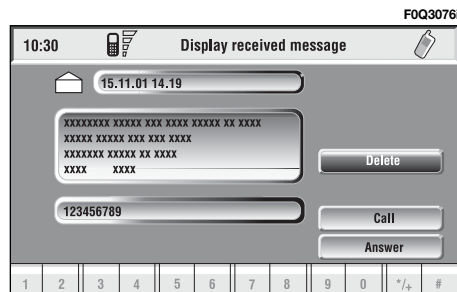 F0Q3076i
10:30 Display received message
15.11.01 14.19
xxxxxxxx xxxxx xxx xxxx xxxxx xx xxxx
xxxxx xxxxx xxx xxx xxxx
xxxxxxx xxxxx xx xxxx
xxxx xxxx
Delete
123456789
Call
Answer
1 2 3 4 5 6 7 8 9 0 */+ #